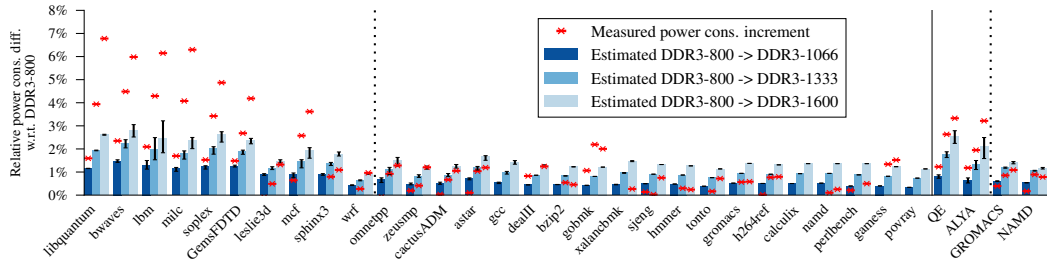 Relative power cons. diff.
w.r.t. DDR3-800
8%
7%
6%
5%
4%
3%
2%
1%
0%
Measured power cons. increment
Estimated DDR3-800 -> DDR3-1066
Estimated DDR3-800 -> DDR3-1333
Estimated DDR3-800 -> DDR3-1600
libquantum
bwaves
lbm
milc
soplex
GemsFDTD
leslie3d
mcf
sphinx3
wrf
omnetpp
zeusmp
cactusADM
astar
gcc
dealII
bzip2
gobmk
xalancbmk
sjeng
hmmer
tonto
gromacs
h264ref
calculix
namd
perlbench
gamess
povray
QE
ALYA
GROMACS
NAMD